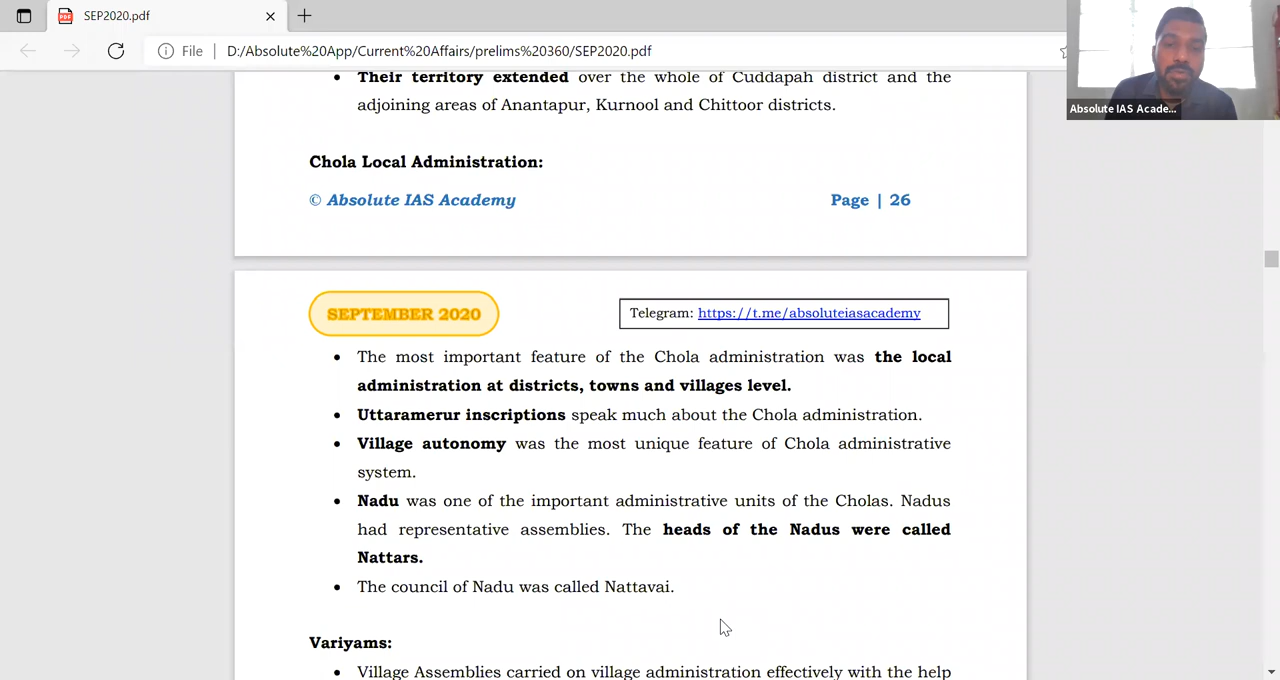 SEP2020.pdf
File | D:/Absolute%20App/Current%20Affairs/prelims%20360/SEP2020.pdf
Absolute IAS Acade...
• Their territory extended over the whole of Cuddapah district and the
adjoining areas of Anantapur, Kurnool and Chittoor districts.
Chola Local Administration:
© Absolute IAS Academy Page | 26
SEPTEMBER 2020 Telegram: https://t.me/absoluteiasacademy
• The most important feature of the Chola administration was the local
administration at districts, towns and villages level.
• Uttaramerur inscriptions speak much about the Chola administration.
• Village autonomy was the most unique feature of Chola administrative
system.
• Nadu was one of the important administrative units of the Cholas. Nadus
had representative assemblies. The heads of the Nadus were called
Nattars.
• The council of Nadu was called Nattavai.
Variyams:
• Village Assemblies carried on village administration effectively with the help